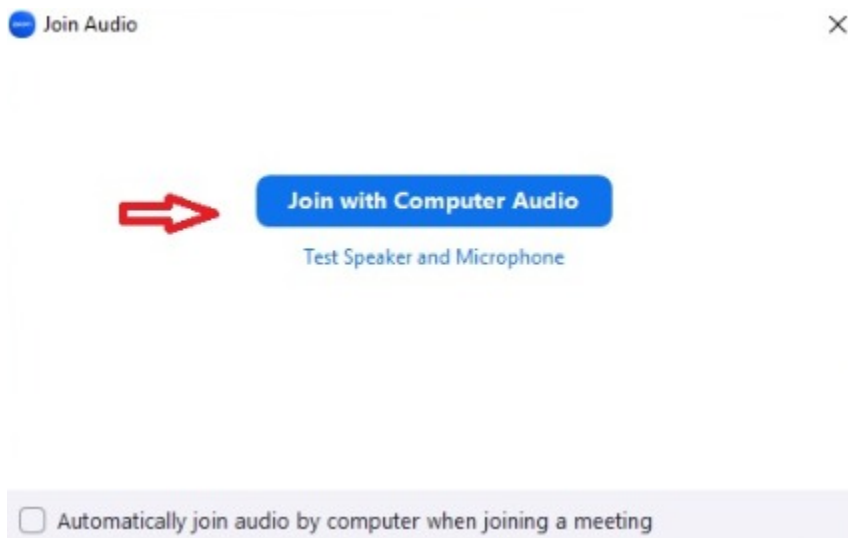 Join Audio
Join with Computer Audio
Test Speaker and Microphone
Automatically join audio by computer when joining a meeting